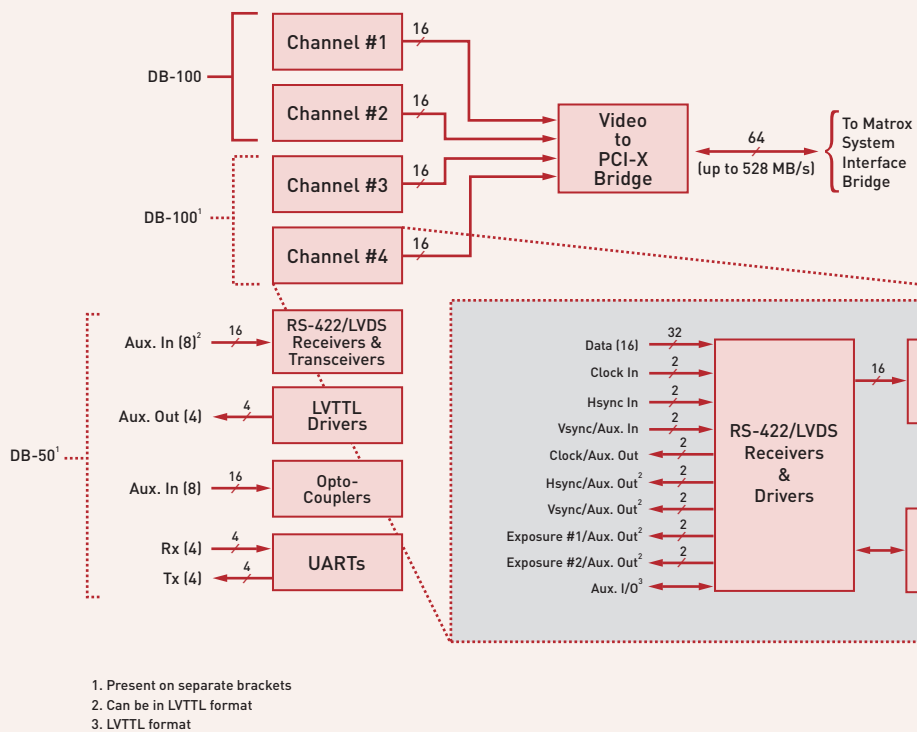 DB-100
Channel #1
16
Channel #2
16
DB-100¹
Channel #3
16
Channel #4
16
Video
to
PCI-X
Bridge
64
(up to 528 MB/s)
To Matrox
System
Interface
Bridge
DB-50¹
Aux. In (8)²
16
RS-422/LVDS
Receivers &
Transceivers
Aux. Out (4)
4
LVTTL
Drivers
Aux. In (8)
16
Opto-
Couplers
Rx (4)
4
Tx (4)
4
UARTs
Data (16)
32
Clock In
2
Hsync In
2
Vsync/Aux. In
2
Clock/Aux. Out
2
Hsync/Aux. Out²
2
Vsync/Aux. Out²
2
Exposure #1/Aux. Out²
2
Exposure #2/Aux. Out²
2
Aux. I/O³
RS-422/LVDS
Receivers
&
Drivers
16
1. Present on separate brackets
2. Can be in LVTTL format
3. LVTTL format